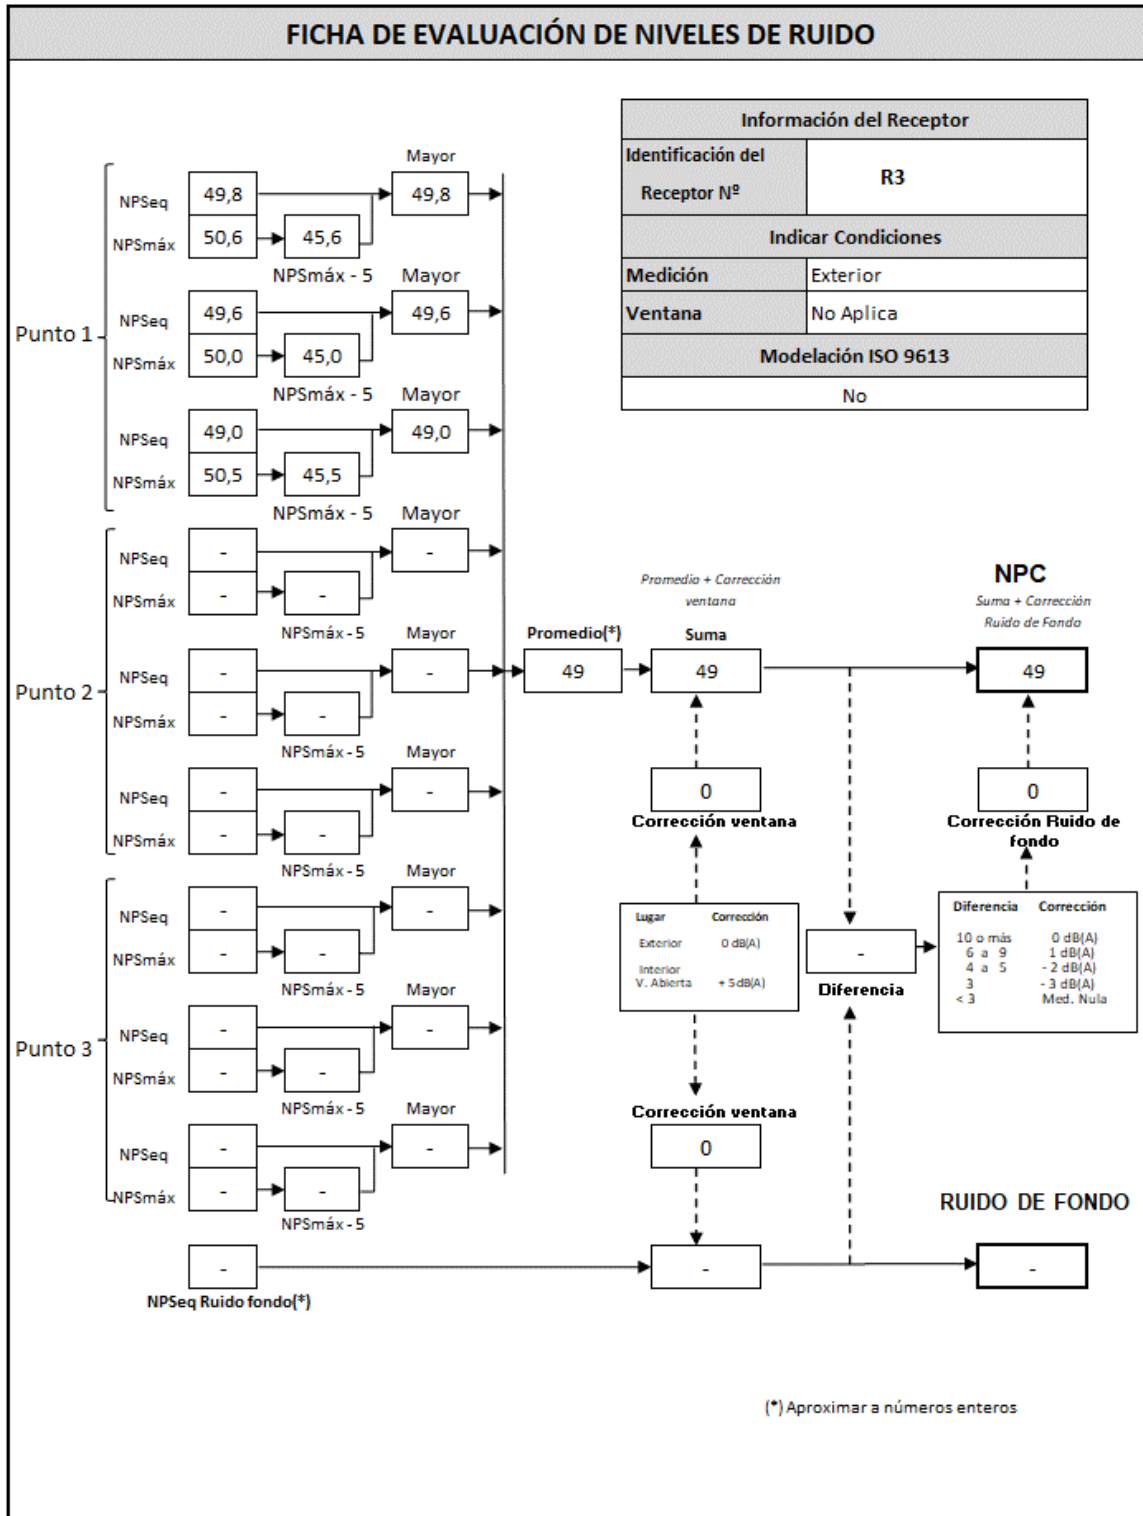 FICHA DE EVALUACIÓN DE NIVELES DE RUIDO
Información del Receptor
Identificación del
Receptor Nº
R3
Indicar Condiciones
Medición Exterior
Ventana No Aplica
Modelación ISO 9613
No
Punto 1
Mayor
NPSeq 49,8 49,8
NPSmáx 50,6 45,6
NPSmáx - 5 Mayor
NPSeq 49,6 49,6
NPSmáx 50,0 45,0
NPSmáx - 5 Mayor
NPSeq 49,0 49,0
NPSmáx 50,5 45,5
NPSmáx - 5 Mayor
Punto 2
NPSeq - -
NPSmáx - -
NPSmáx - 5 Mayor
NPSeq - -
NPSmáx - -
NPSmáx - 5 Mayor
NPSeq - -
NPSmáx - -
NPSmáx - 5 Mayor
Punto 3
NPSeq - -
NPSmáx - -
NPSmáx - 5 Mayor
NPSeq - -
NPSmáx - -
NPSmáx - 5 Mayor
NPSeq - -
NPSmáx - -
NPSmáx - 5
-
NPSeq Ruido fondo(*)
Promedio(*)
49
Promedio + Corrección
ventana
Suma
49
0
Corrección ventana
Lugar Corrección
Exterior 0 dB(A)
Interior
V. Abierta + 5 dB(A)
Corrección ventana
0
-
-
Diferencia
NPC
Suma + Corrección
Ruido de Fondo
49
0
Corrección Ruido de
fondo
Diferencia Corrección
10 o más 0 dB(A)
6 a 9 1 dB(A)
4 a 5 - 2 dB(A)
3 - 3 dB(A)
< 3 Med. Nula
RUIDO DE FONDO
-
(*) Aproximar a números enteros